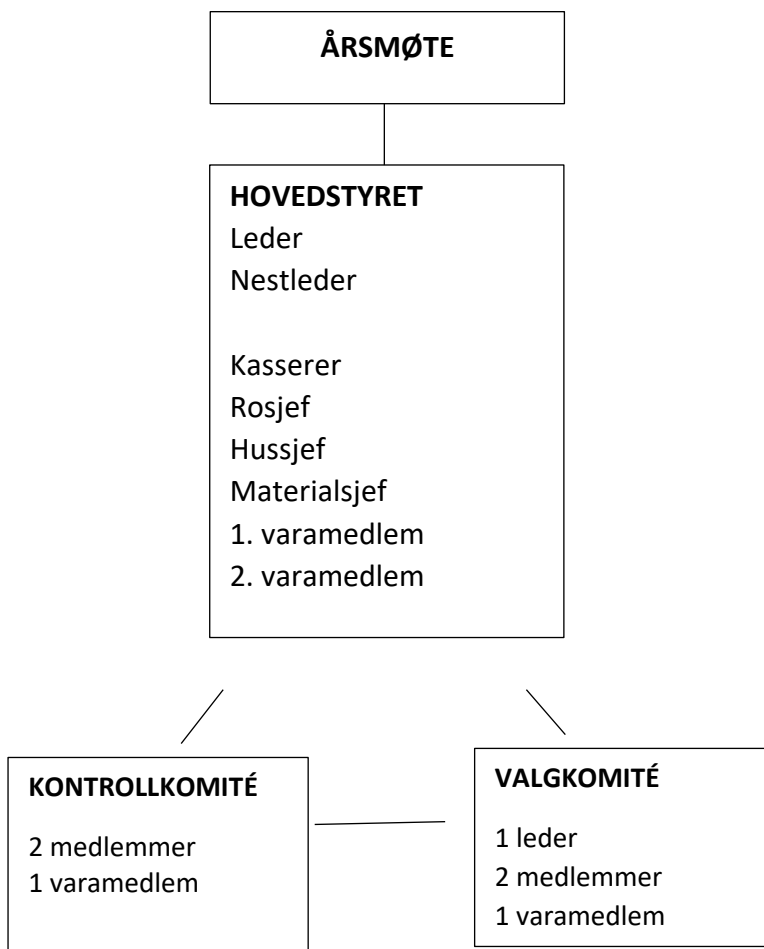 ÅRSMØTE
HOVEDSTYRET
Leder
Nestleder
Kasserer
Rosjef
Hussjef
Materialsjef
1. varamedlem
2. varamedlem
KONTROLLKOMITÉ
2 medlemmer
1 varamedlem
VALGKOMITÉ
1 leder
2 medlemmer
1 varamedlem